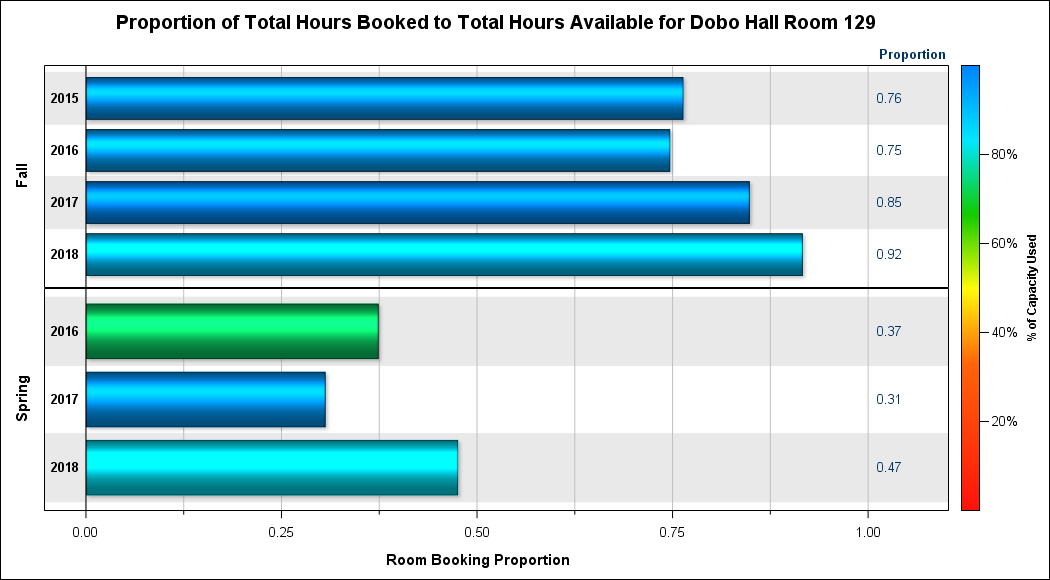 Proportion of Total Hours Booked to Total Hours Available for Dobo Hall Room 129
Proportion
Fall
2015 0.76
2016 0.75
2017 0.85
2018 0.92
Spring
2016 0.37
2017 0.31
2018 0.47
0.00 0.25 0.50 0.75 1.00
Room Booking Proportion
80%
60%
40%
20%
% of Capacity Used